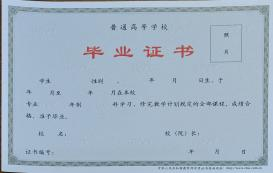 普通高等学校
毕业证书
照
片
学生 性别 , 年 月 日生,于
年 月至 年 月在本校
专业 年制 科学习,修完教学计划规定的全部课程,成绩合
格,准予毕业。
校 名: 校(院)长:
证书编号: 年 月 日